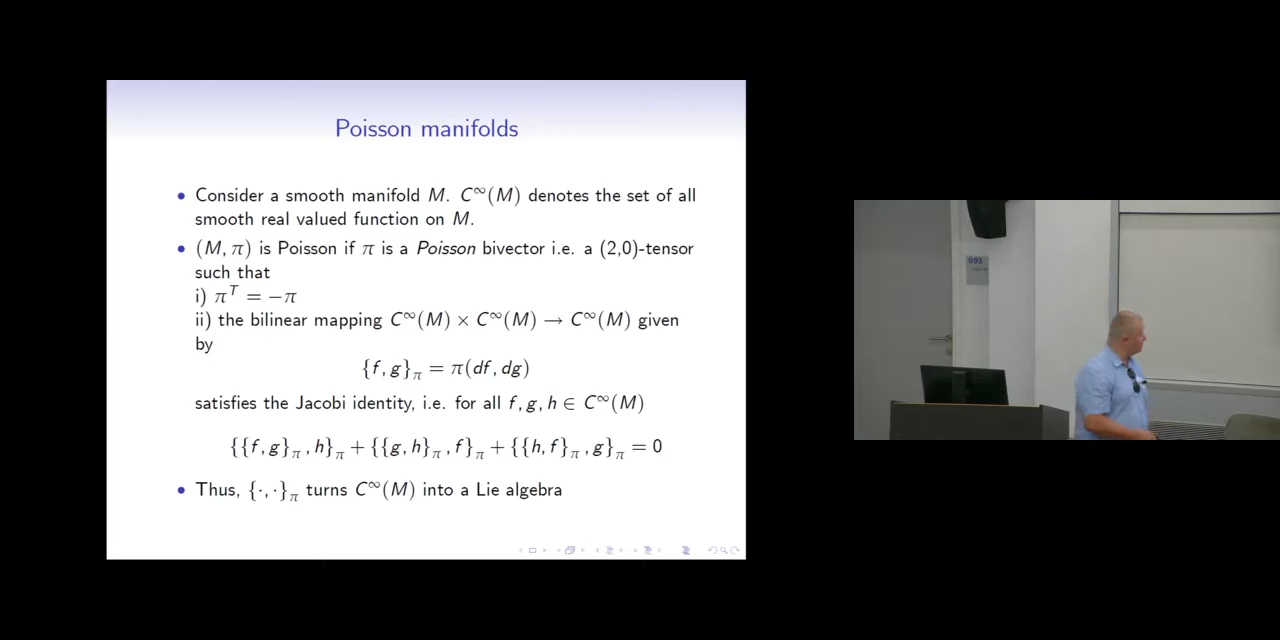 Poisson manifolds
• Consider a smooth manifold M. C^∞(M) denotes the set of all
smooth real valued function on M.
• (M, π) is Poisson if π is a Poisson bivector i.e. a (2,0)-tensor
such that
i) π^T = −π
ii) the bilinear mapping C^∞(M) × C^∞(M) → C^∞(M) given
by
{f, g}_π = π(df, dg)
satisfies the Jacobi identity, i.e. for all f, g, h ∈ C^∞(M)
{{f, g}_π, h}_π + {{g, h}_π, f}_π + {{h, f}_π, g}_π = 0
• Thus, {·, ·}_π turns C^∞(M) into a Lie algebra
093